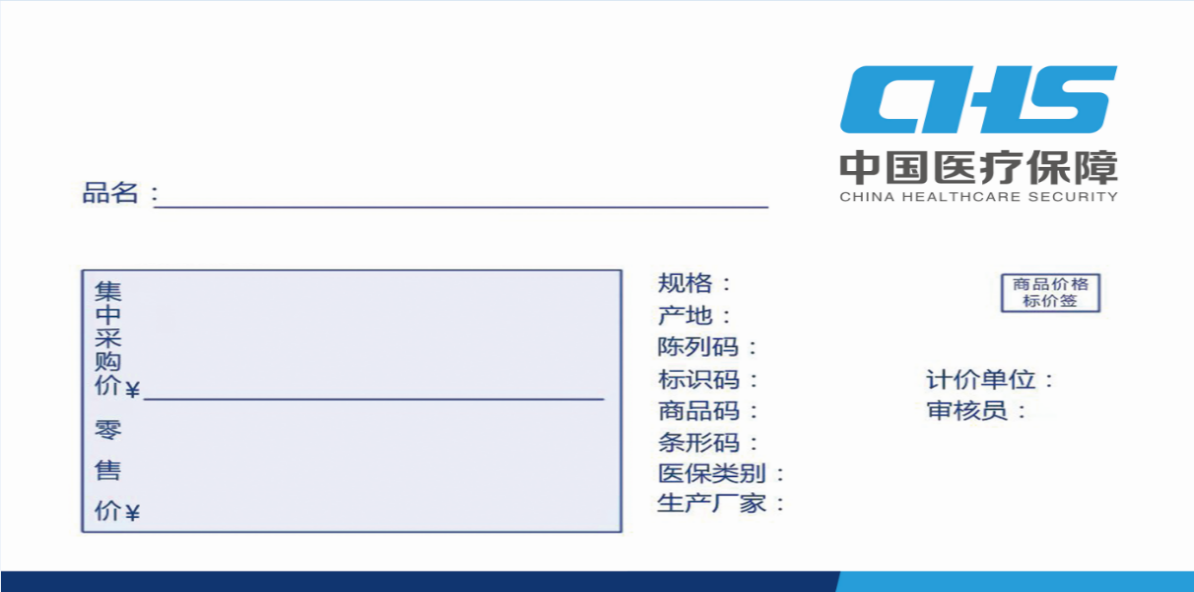 CHS
中国医疗保障
CHINA HEALTHCARE SECURITY
品名：
集中采购价¥
零售价¥
规格：
产地：
陈列码：
标识码：
商品码：
条形码：
医保类别：
生产厂家：
商品价格
标价签
计价单位：
审核员：